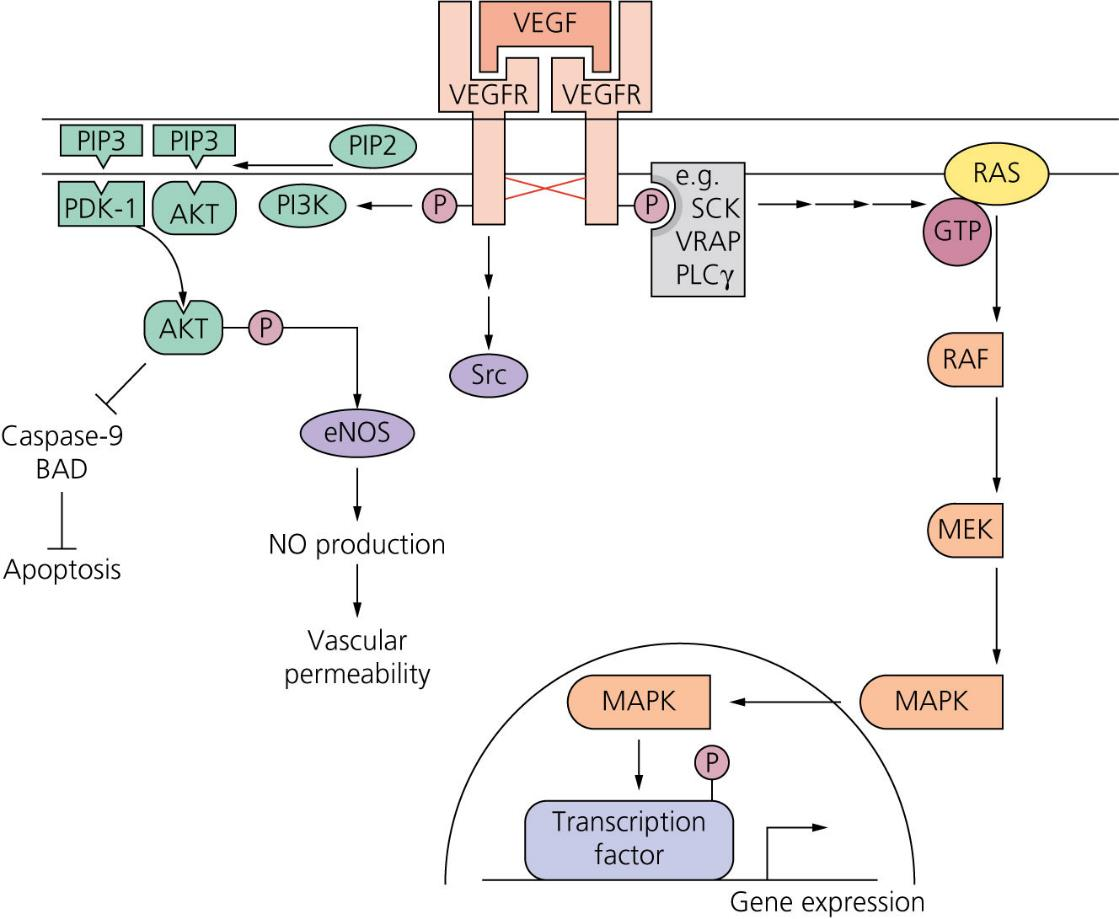 VEGF
VEGFR VEGFR
PIP3 PIP3 PIP2
PDK-1 AKT PI3K P P
e.g.
SCK
VRAP
PLCγ
RAS
GTP
AKT P
RAF
Src
Caspase-9
BAD
eNOS
MEK
NO production
Apoptosis
Vascular
permeability
MAPK MAPK
P
Transcription
factor
Gene expression